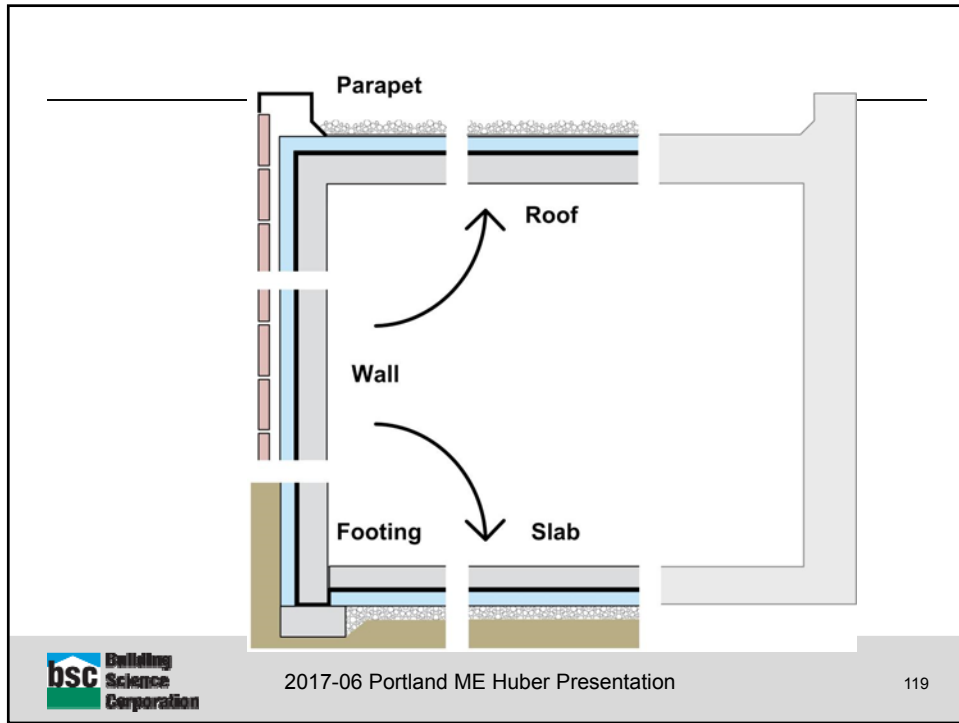 Parapet
Roof
Wall
Footing
Slab
bsc
Building
Science
Corporation
2017-06 Portland ME Huber Presentation
119